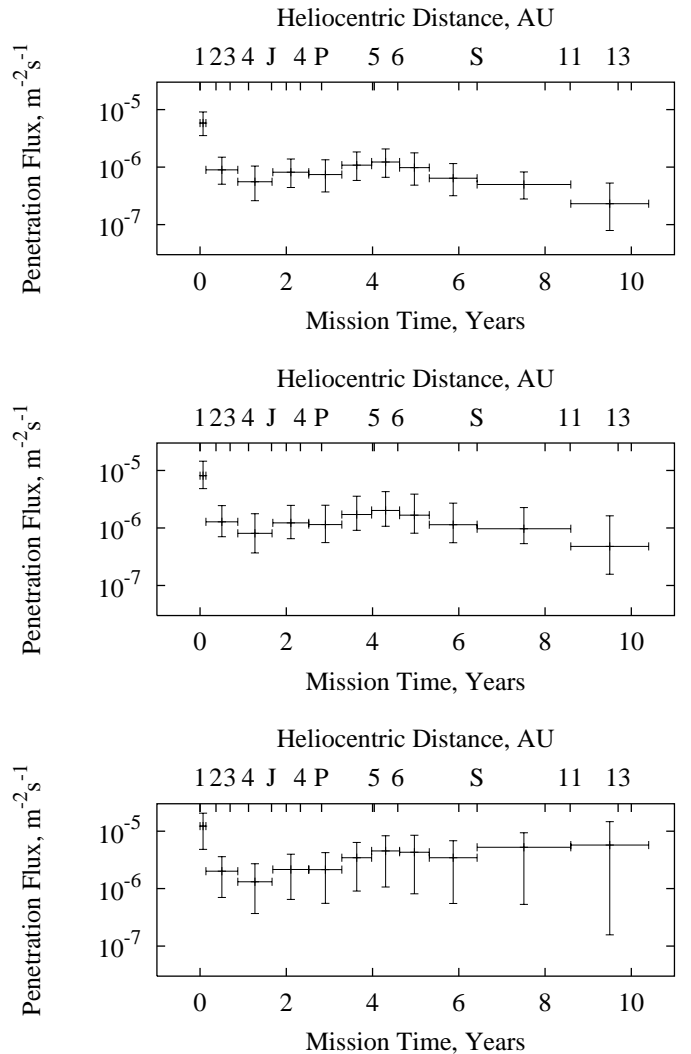 Heliocentric Distance, AU
1 2 3 4 J 4 P 5 6 S 11 13
Penetration Flux, m⁻²s⁻¹
10⁻⁵
10⁻⁶
10⁻⁷
0 2 4 6 8 10
Mission Time, Years
Heliocentric Distance, AU
1 2 3 4 J 4 P 5 6 S 11 13
Penetration Flux, m⁻²s⁻¹
10⁻⁵
10⁻⁶
10⁻⁷
0 2 4 6 8 10
Mission Time, Years
Heliocentric Distance, AU
1 2 3 4 J 4 P 5 6 S 11 13
Penetration Flux, m⁻²s⁻¹
10⁻⁵
10⁻⁶
10⁻⁷
0 2 4 6 8 10
Mission Time, Years